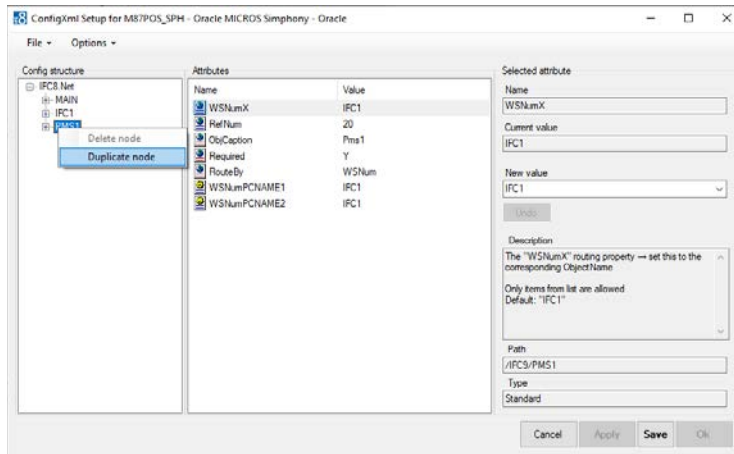 ConfigXml Setup for M87POS_SPH - Oracle MICROS Simphony - Oracle
File Options
Config structure
IFC8.Net
MAIN
IFC1
PMS1
Delete node
Duplicate node
Attributes
Name Value
WSNumX IFC1
RefNum 20
ObjCaption Pms1
Required Y
RouteBy WSNum
WSNumPCNAME1 IFC1
WSNumPCNAME2 IFC1
Selected attribute
Name
WSNumX
Current value
IFC1
New value
IFC1
Undo
Description
The "WSNumX" routing property → set this to the
corresponding ObjectName
Only items from list are allowed
Default: "IFC1"
Path
/IFC9/PMS1
Type
Standard
Cancel Apply Save Ok